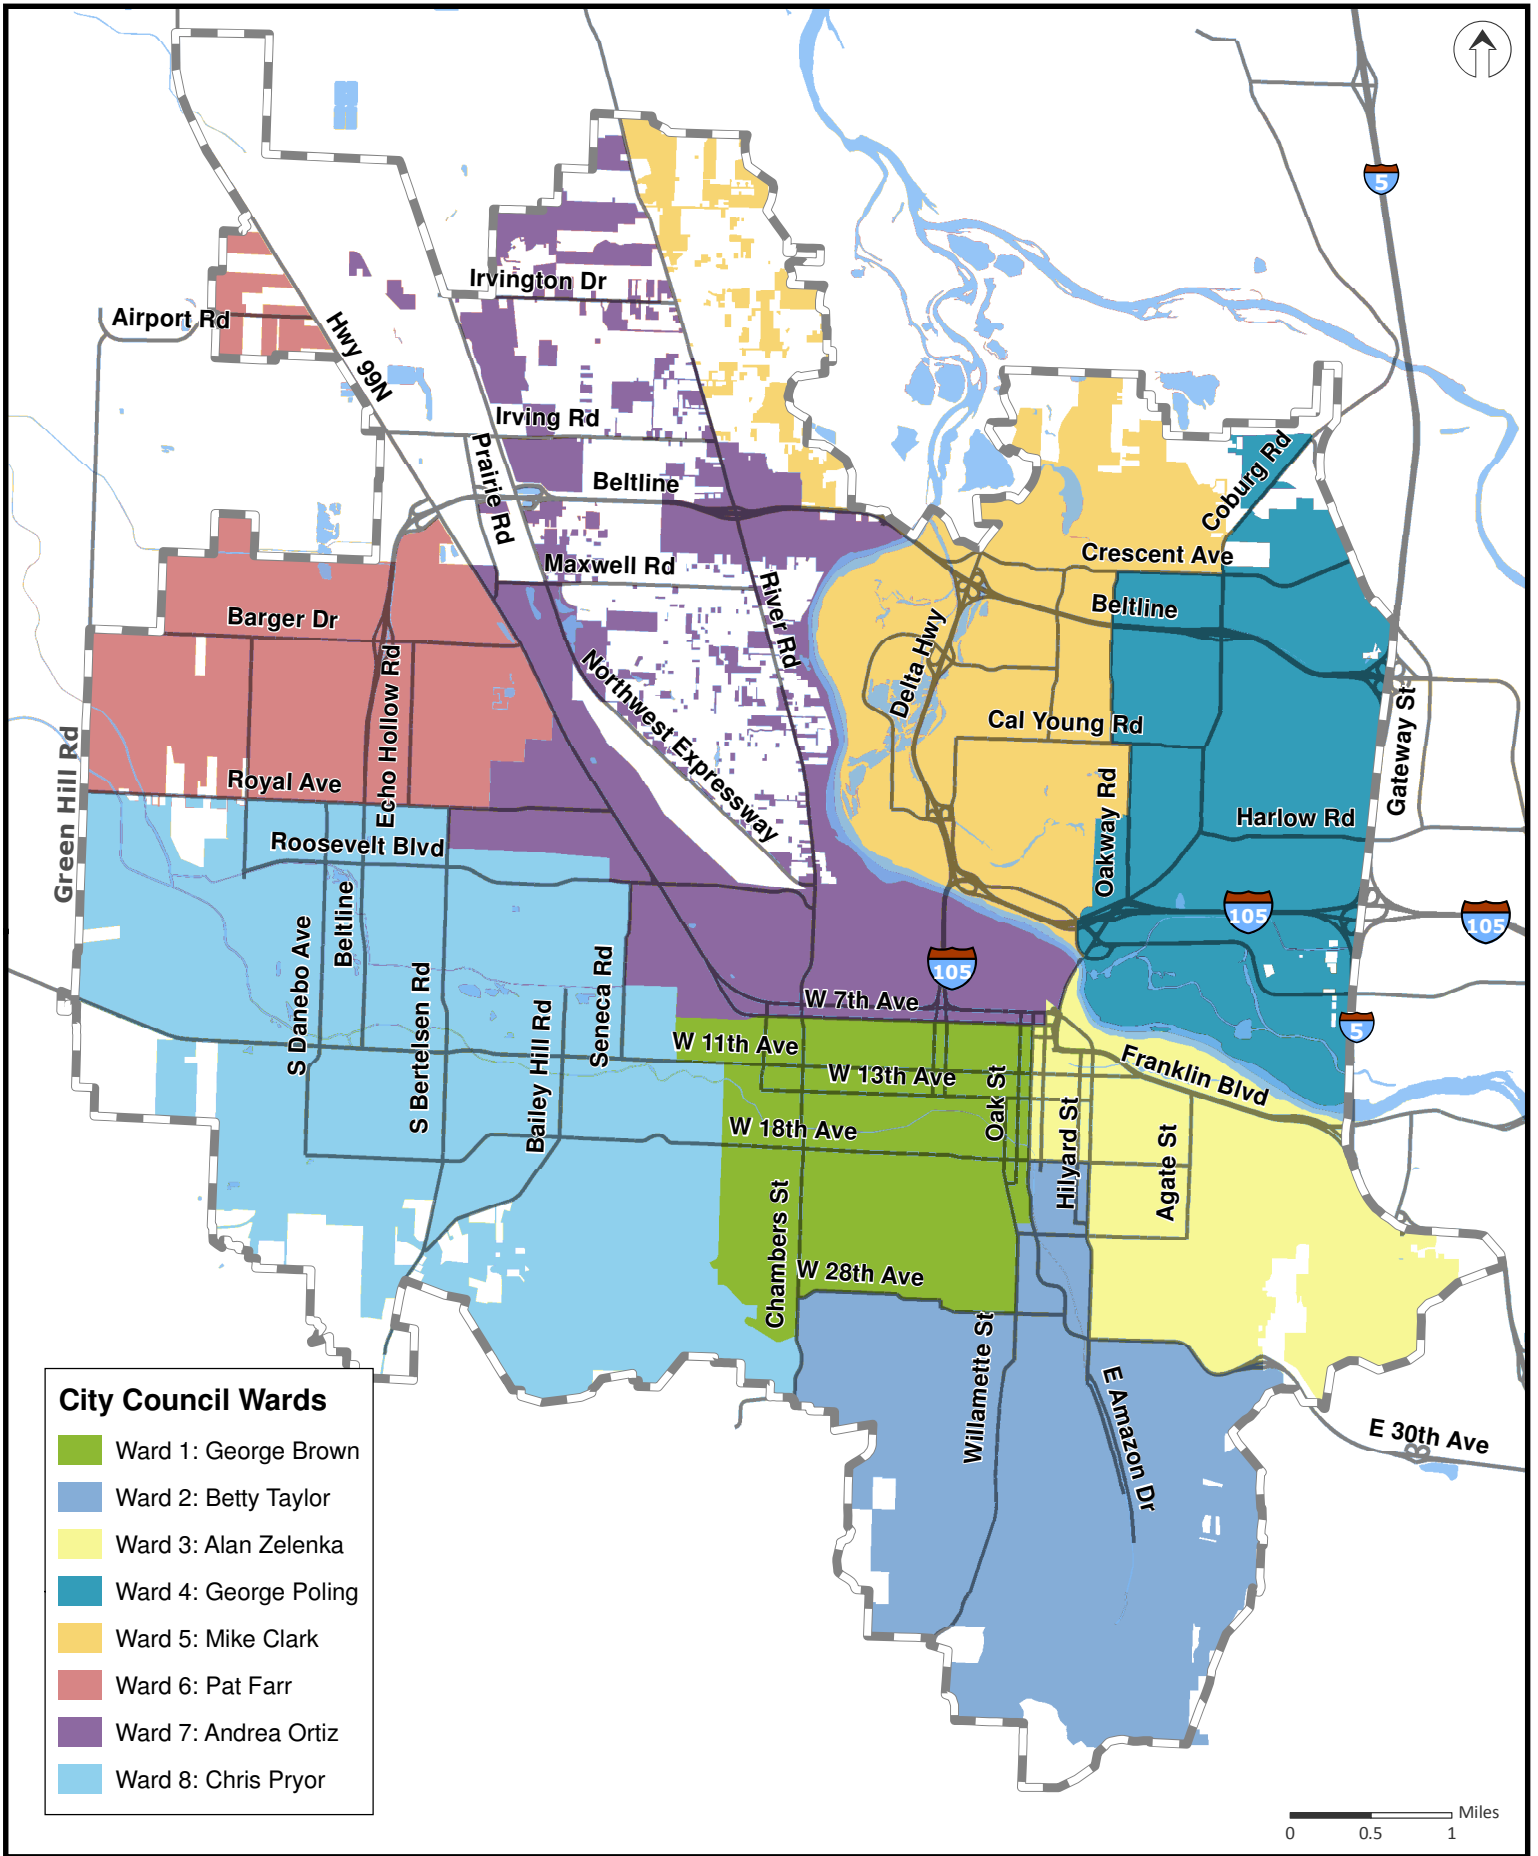 5
Irvington Dr
Airport Rd
Hwy 99N
Irving Rd
Prairie Rd
Beltline
Coburg Rd
Crescent Ave
Maxwell Rd
River Rd
Beltline
Barger Dr
Delta Hwy
Echo Hollow Rd
Northwest Expressway
Cal Young Rd
Gateway St
Green Hill Rd
Royal Ave
Oakway Rd
Harlow Rd
Roosevelt Blvd
105
105
105
Beltline
S Danebo Ave
S Bertelsen Rd
Bailey Hill Rd
Seneca Rd
W 7th Ave
5
W 11th Ave
W 13th Ave
Oak St
Franklin Blvd
W 18th Ave
Hilyard St
Agate St
Chambers St
W 28th Ave
Willamette St
E Amazon Dr
E 30th Ave
City Council Wards
Ward 1: George Brown
Ward 2: Betty Taylor
Ward 3: Alan Zelenka
Ward 4: George Poling
Ward 5: Mike Clark
Ward 6: Pat Farr
Ward 7: Andrea Ortiz
Ward 8: Chris Pryor
Miles
0 0.5 1